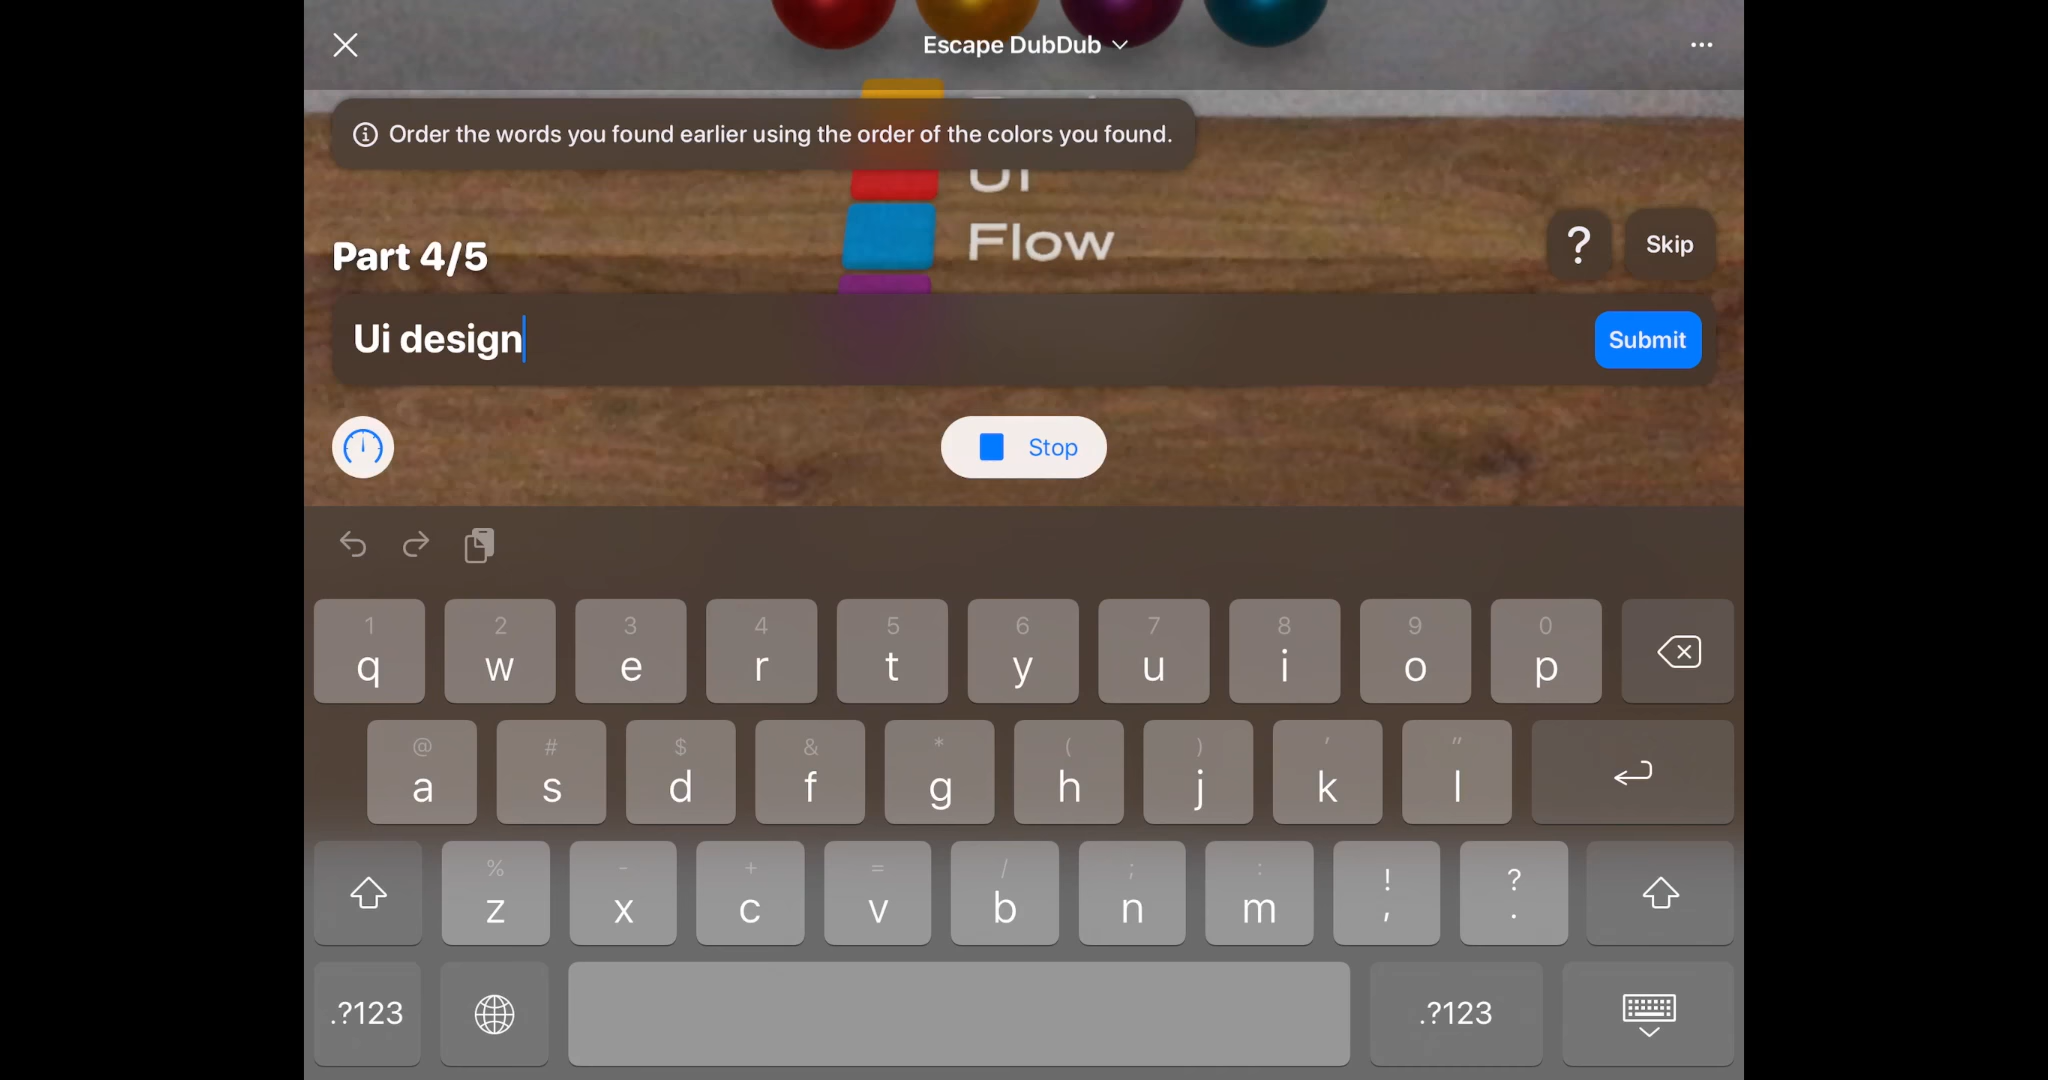 Escape DubDub
Order the words you found earlier using the order of the colors you found.
UI
Flow
Part 4/5
?
Skip
Ui design
Submit
Stop
1 2 3 4 5 6 7 8 9 0
q w e r t y u i o p
@ # $ & * ( ) ' "
a s d f g h j k l
% - + = / ; : ! ?
z x c v b n m , .
.?123 .?123